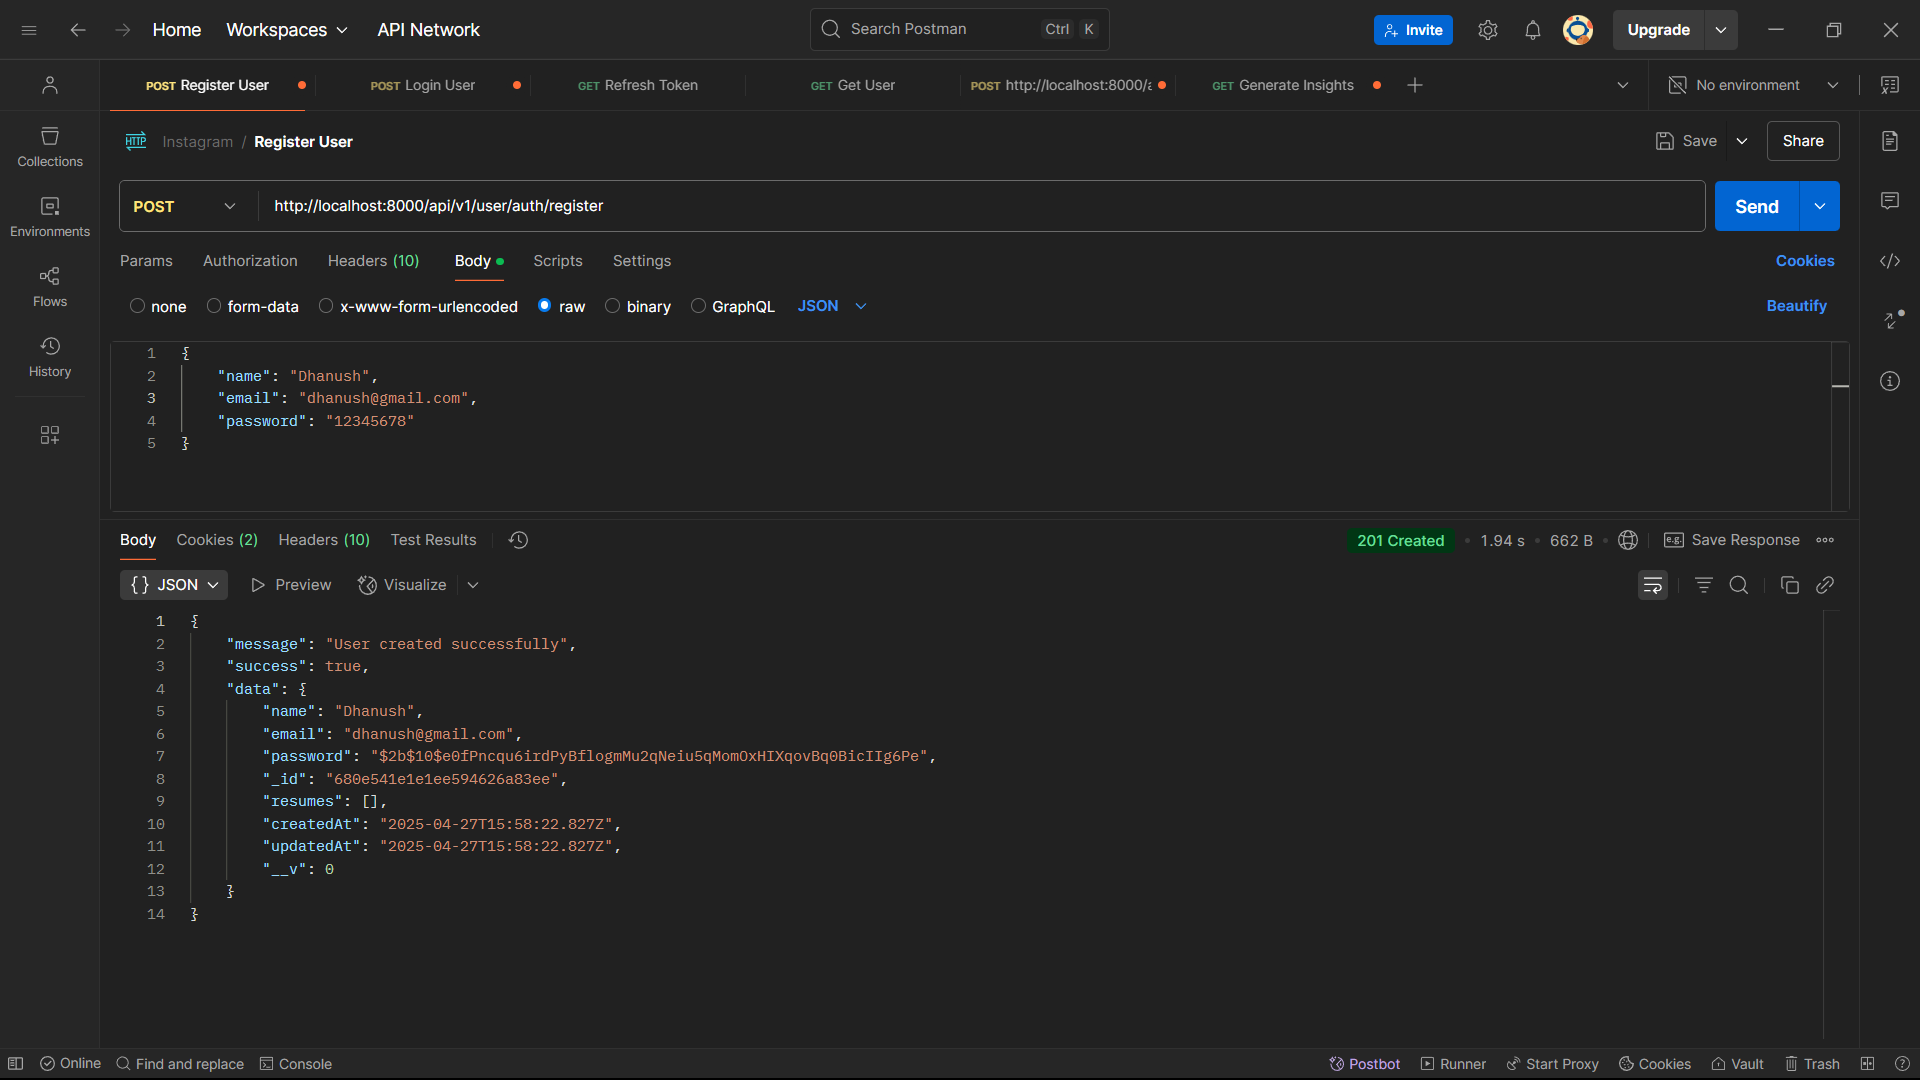 Home Workspaces API Network Search Postman Ctrl K Invite Upgrade
POST Register User POST Login User GET Refresh Token GET Get User POST http://localhost:8000/a GET Generate Insights No environment
HTTP Instagram / Register User Save Share
POST http://localhost:8000/api/v1/user/auth/register Send
Params Authorization Headers (10) Body Scripts Settings Cookies
none form-data x-www-form-urlencoded raw binary GraphQL JSON Beautify
Collections
Environments
Flows
History
1 {
2 "name": "Dhanush",
3 "email": "dhanush@gmail.com",
4 "password": "12345678"
5 }
Body Cookies (2) Headers (10) Test Results 201 Created 1.94 s 662 B e.g. Save Response
{} JSON Preview Visualize
1 {
2 "message": "User created successfully",
3 "success": true,
4 "data": {
5 "name": "Dhanush",
6 "email": "dhanush@gmail.com",
7 "password": "$2b$10$e0fPncqu6irdPyBflogmMu2qNeiu5qMomOxHIXqovBq0BicIIg6Pe",
8 "_id": "680e541e1e1ee594626a83ee",
9 "resumes": [],
10 "createdAt": "2025-04-27T15:58:22.827Z",
11 "updatedAt": "2025-04-27T15:58:22.827Z",
12 "__v": 0
13 }
14 }
Online Find and replace Console Postbot Runner Start Proxy Cookies Vault Trash